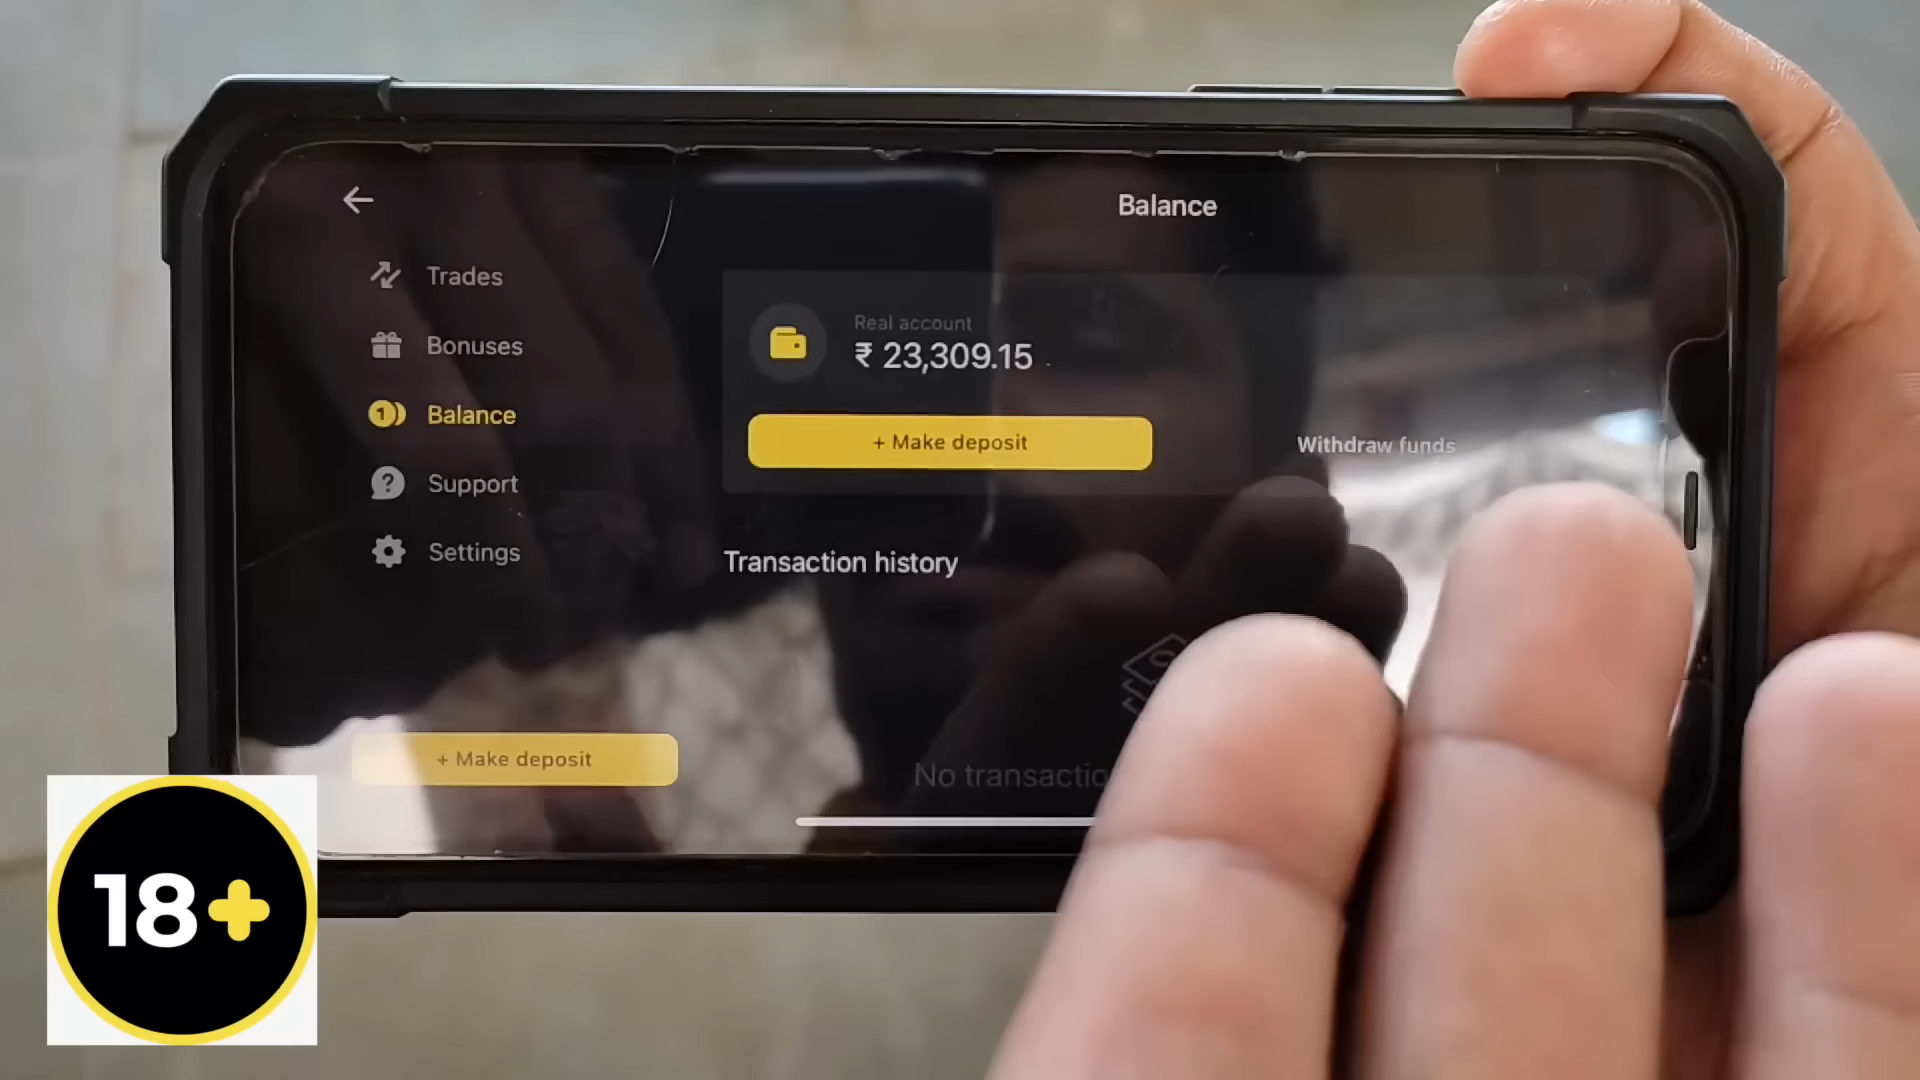 Balance
Trades
Bonuses
Balance
Support
Settings
+ Make deposit
Real account
₹ 23,309.15
+ Make deposit
Withdraw funds
Transaction history
No
18+